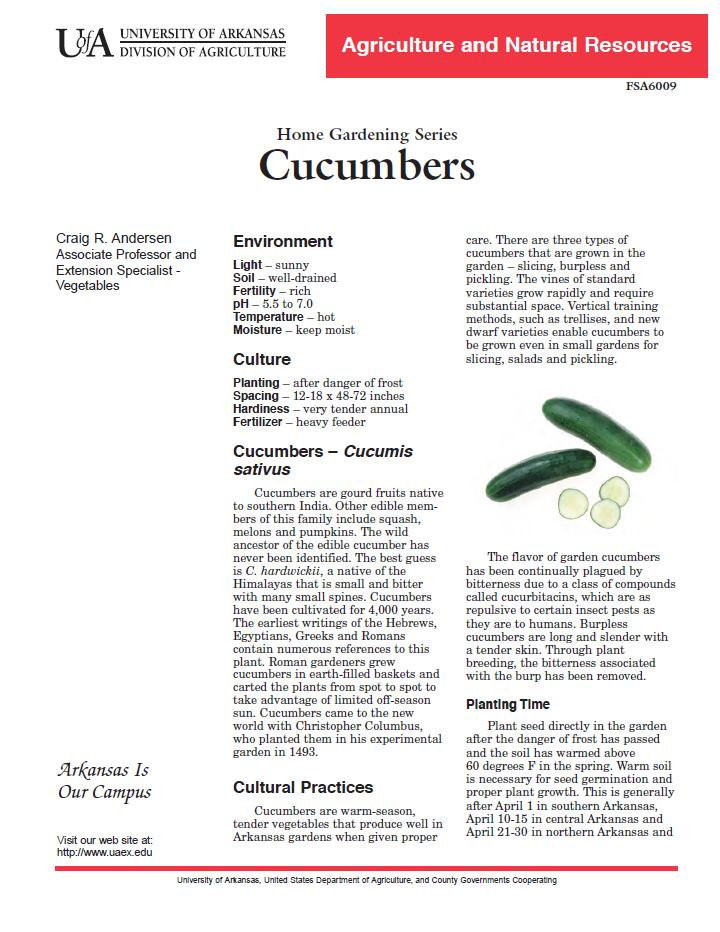 UofA UNIVERSITY OF ARKANSAS
DIVISION OF AGRICULTURE
Agriculture and Natural Resources
FSA6009
Home Gardening Series
Cucumbers
Craig R. Andersen
Associate Professor and
Extension Specialist -
Vegetables
Arkansas Is
Our Campus
Visit our web site at:
http://www.uaex.edu
Environment
Light – sunny
Soil – well-drained
Fertility – rich
pH – 5.5 to 7.0
Temperature – hot
Moisture – keep moist
Culture
Planting – after danger of frost
Spacing – 12-18 x 48-72 inches
Hardiness – very tender annual
Fertilizer – heavy feeder
Cucumbers – Cucumis
sativus
Cucumbers are gourd fruits native
to southern India. Other edible mem-
bers of this family include squash,
melons and pumpkins. The wild
ancestor of the edible cucumber has
never been identified. The best guess
is C. hardwickii, a native of the
Himalayas that is small and bitter
with many small spines. Cucumbers
have been cultivated for 4,000 years.
The earliest writings of the Hebrews,
Egyptians, Greeks and Romans
contain numerous references to this
plant. Roman gardeners grew
cucumbers in earth-filled baskets and
carted the plants from spot to spot to
take advantage of limited off-season
sun. Cucumbers came to the new
world with Christopher Columbus,
who planted them in his experimental
garden in 1493.
Cultural Practices
Cucumbers are warm-season,
tender vegetables that produce well in
Arkansas gardens when given proper
care. There are three types of
cucumbers that are grown in the
garden – slicing, burpless and
pickling. The vines of standard
varieties grow rapidly and require
substantial space. Vertical training
methods, such as trellises, and new
dwarf varieties enable cucumbers to
be grown even in small gardens for
slicing, salads and pickling.
The flavor of garden cucumbers
has been continually plagued by
bitterness due to a class of compounds
called cucurbitacins, which are as
repulsive to certain insect pests as
they are to humans. Burpless
cucumbers are long and slender with
a tender skin. Through plant
breeding, the bitterness associated
with the burp has been removed.
Planting Time
Plant seed directly in the garden
after the danger of frost has passed
and the soil has warmed above
60 degrees F in the spring. Warm soil
is necessary for seed germination and
proper plant growth. This is generally
after April 1 in southern Arkansas,
April 10-15 in central Arkansas and
April 21-30 in northern Arkansas and
University of Arkansas, United States Department of Agriculture, and County Governments Cooperating